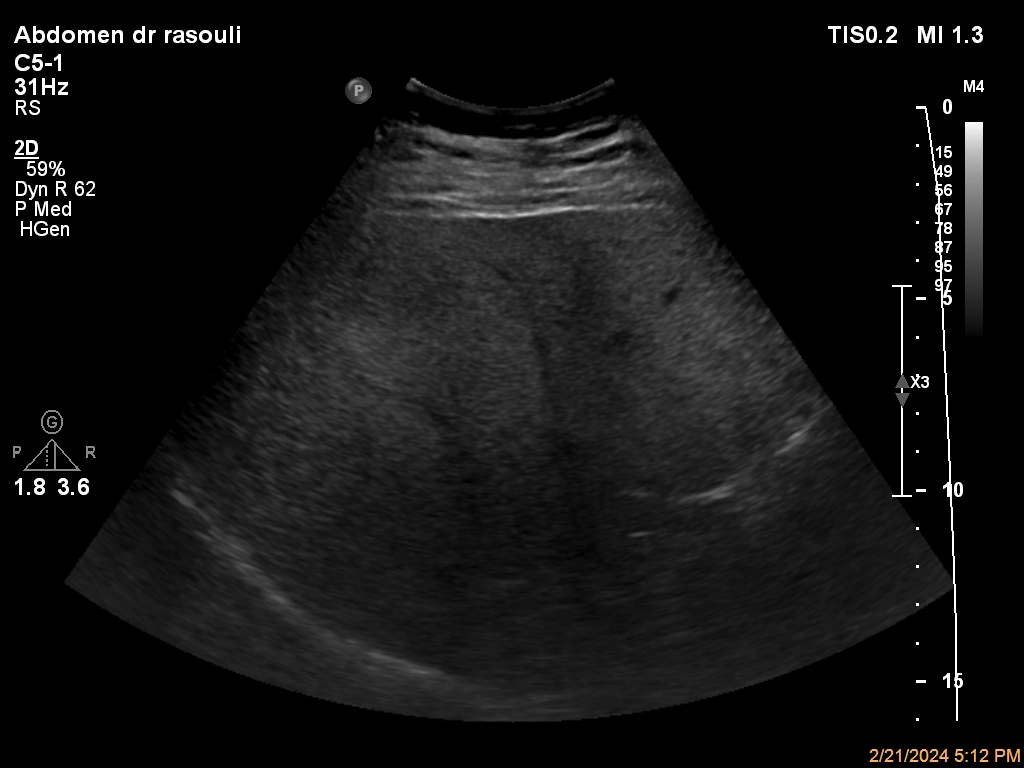 Abdomen dr rasouli
TIS0.2 MI 1.3
C5-1
31Hz
RS
2D
59%
Dyn R 62
P Med
HGen
P
M4
0
15
49
56
67
78
87
95
97
5
X3
G
P R
1.8 3.6
10
15
2/21/2024 5:12 PM